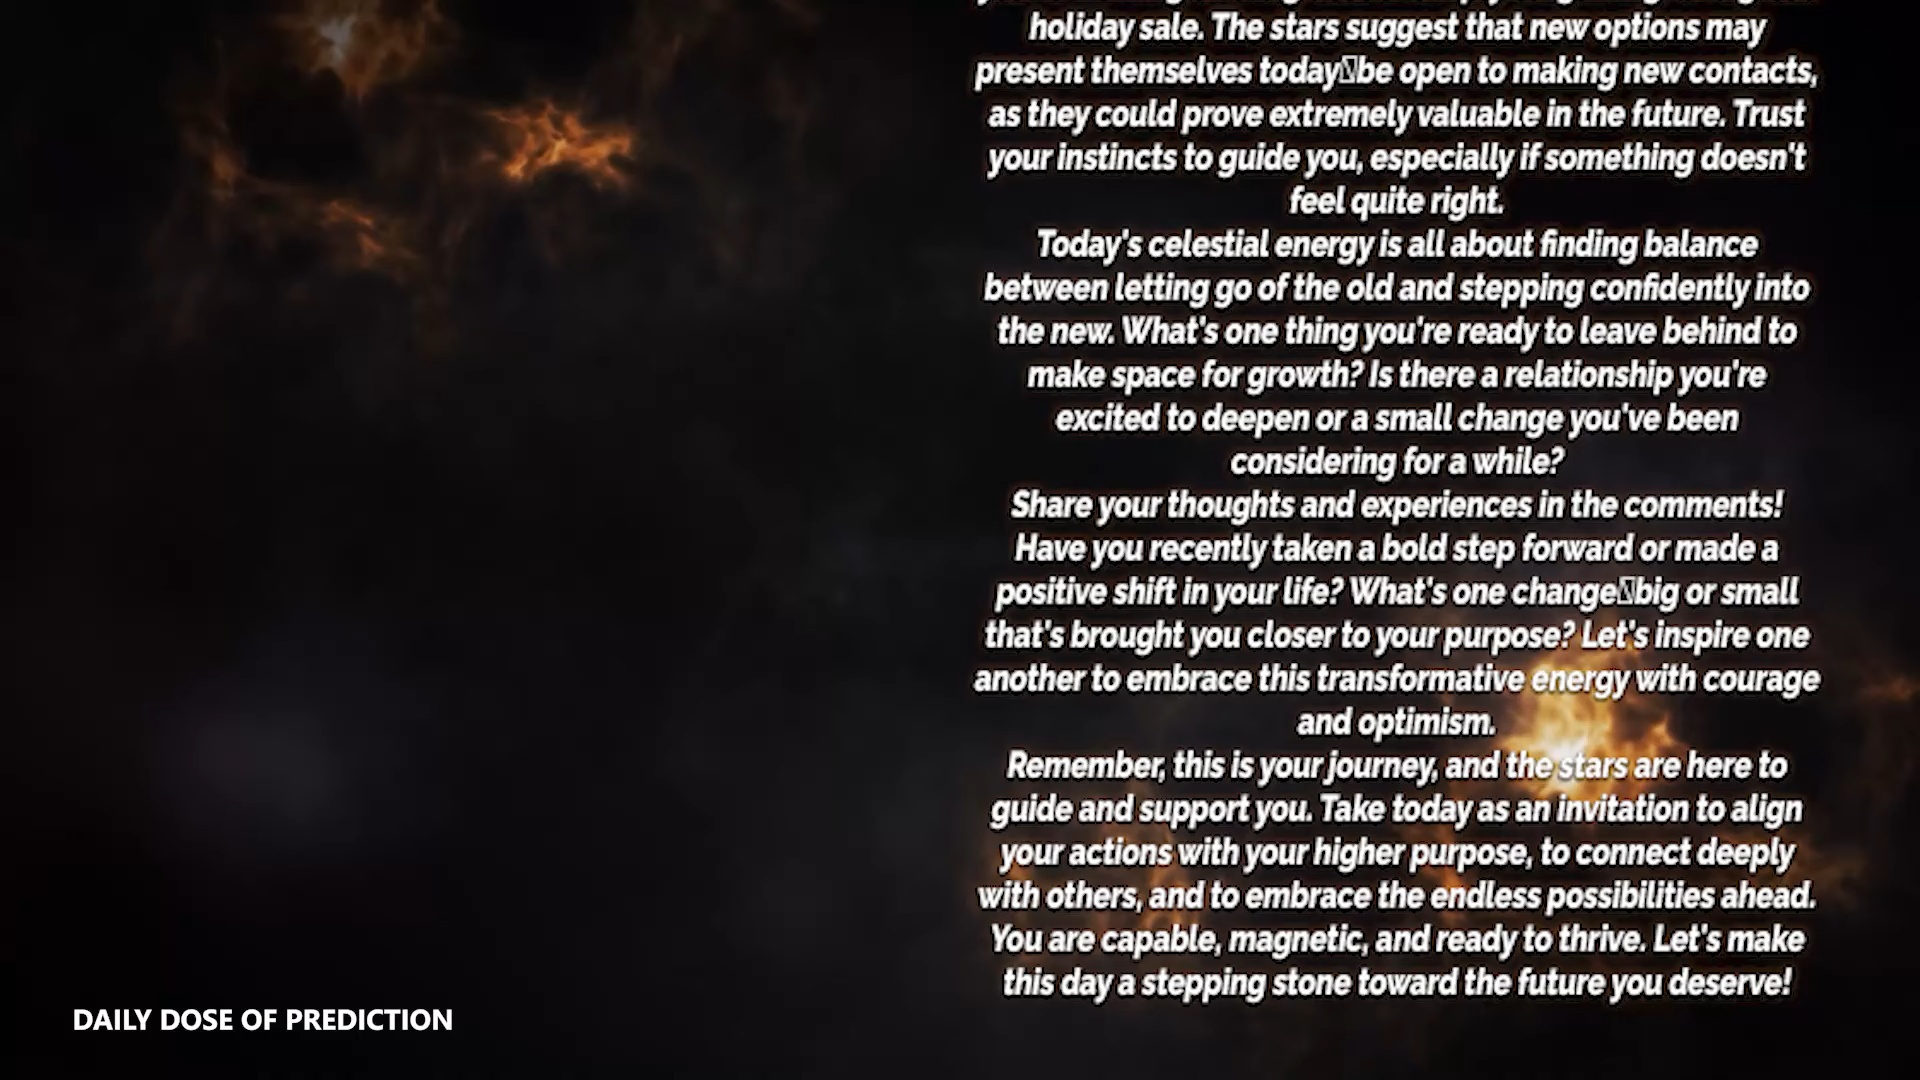 holiday sale. The stars suggest that new options may
present themselves today▯be open to making new contacts,
as they could prove extremely valuable in the future. Trust
your instincts to guide you, especially if something doesn't
feel quite right.
Today's celestial energy is all about finding balance
between letting go of the old and stepping confidently into
the new. What's one thing you're ready to leave behind to
make space for growth? Is there a relationship you're
excited to deepen or a small change you've been
considering for a while?
Share your thoughts and experiences in the comments!
Have you recently taken a bold step forward or made a
positive shift in your life? What's one change▯big or small
that's brought you closer to your purpose? Let's inspire one
another to embrace this transformative energy with courage
and optimism.
Remember, this is your journey, and the stars are here to
guide and support you. Take today as an invitation to align
your actions with your higher purpose, to connect deeply
with others, and to embrace the endless possibilities ahead.
You are capable, magnetic, and ready to thrive. Let's make
this day a stepping stone toward the future you deserve!
DAILY DOSE OF PREDICTION